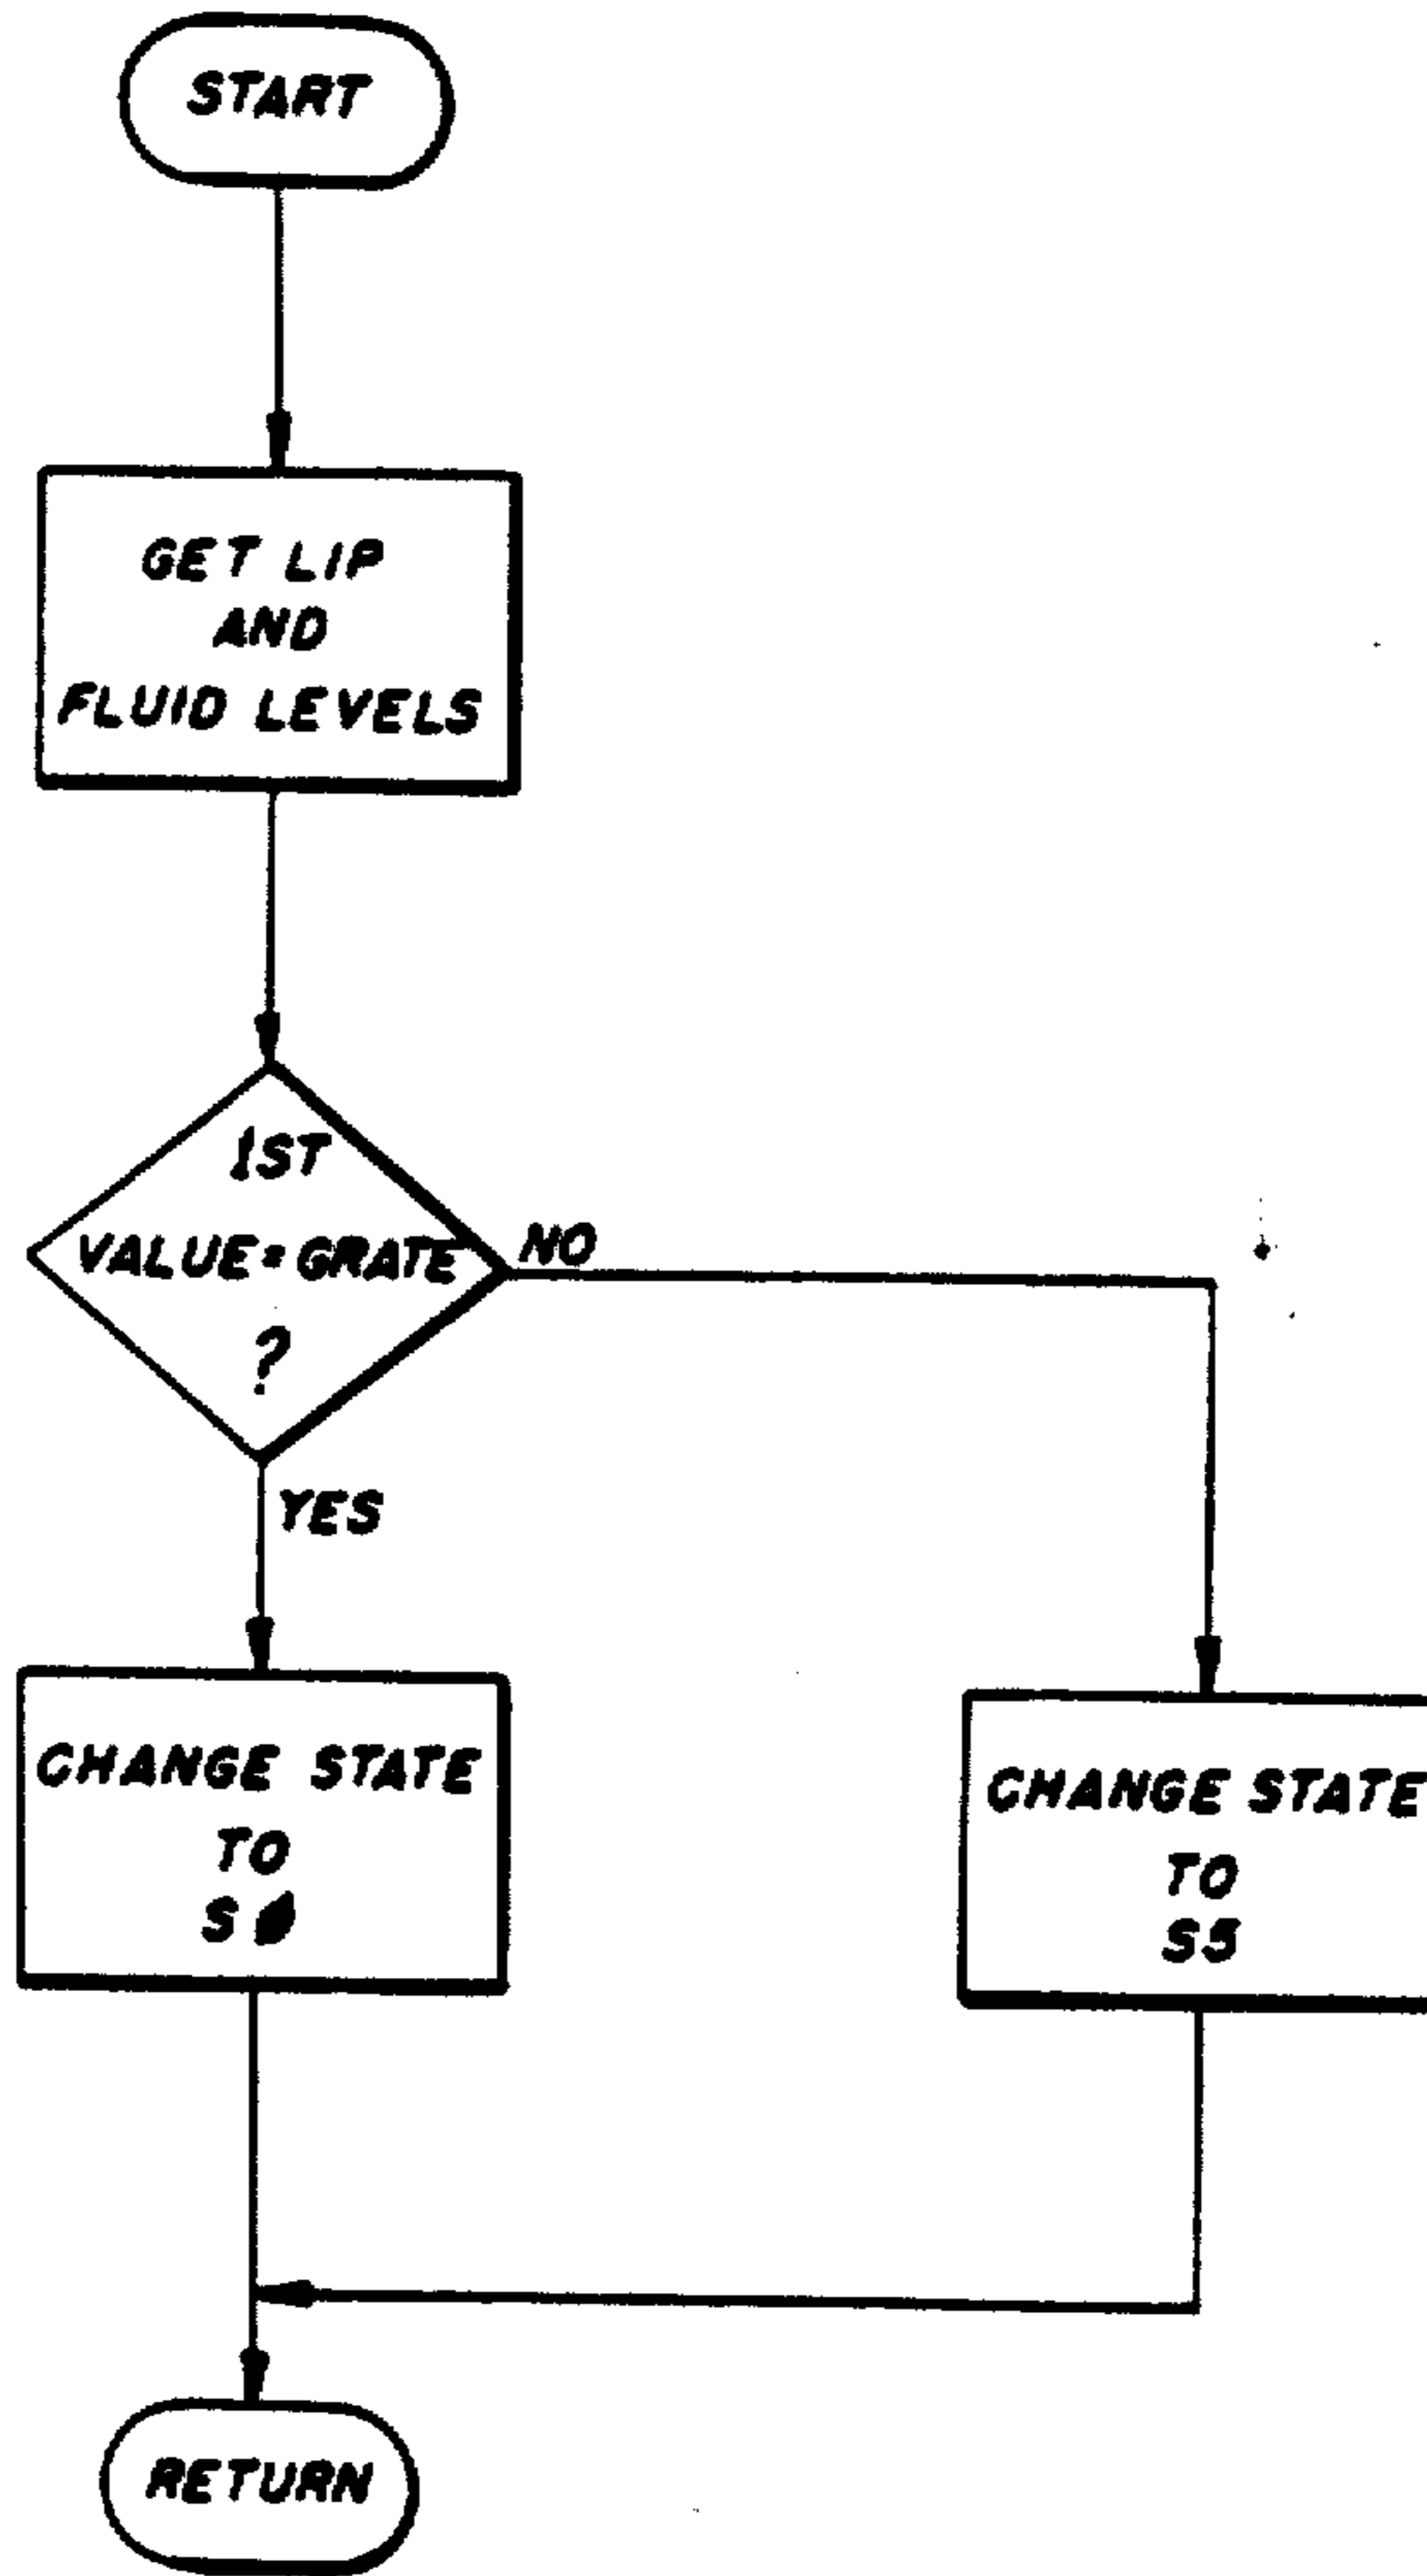 START
GET LIP
AND
FLUID LEVELS
1ST
VALUE = GRATE
?
NO
YES
CHANGE STATE
TO
S0
CHANGE STATE
TO
S5
RETURN